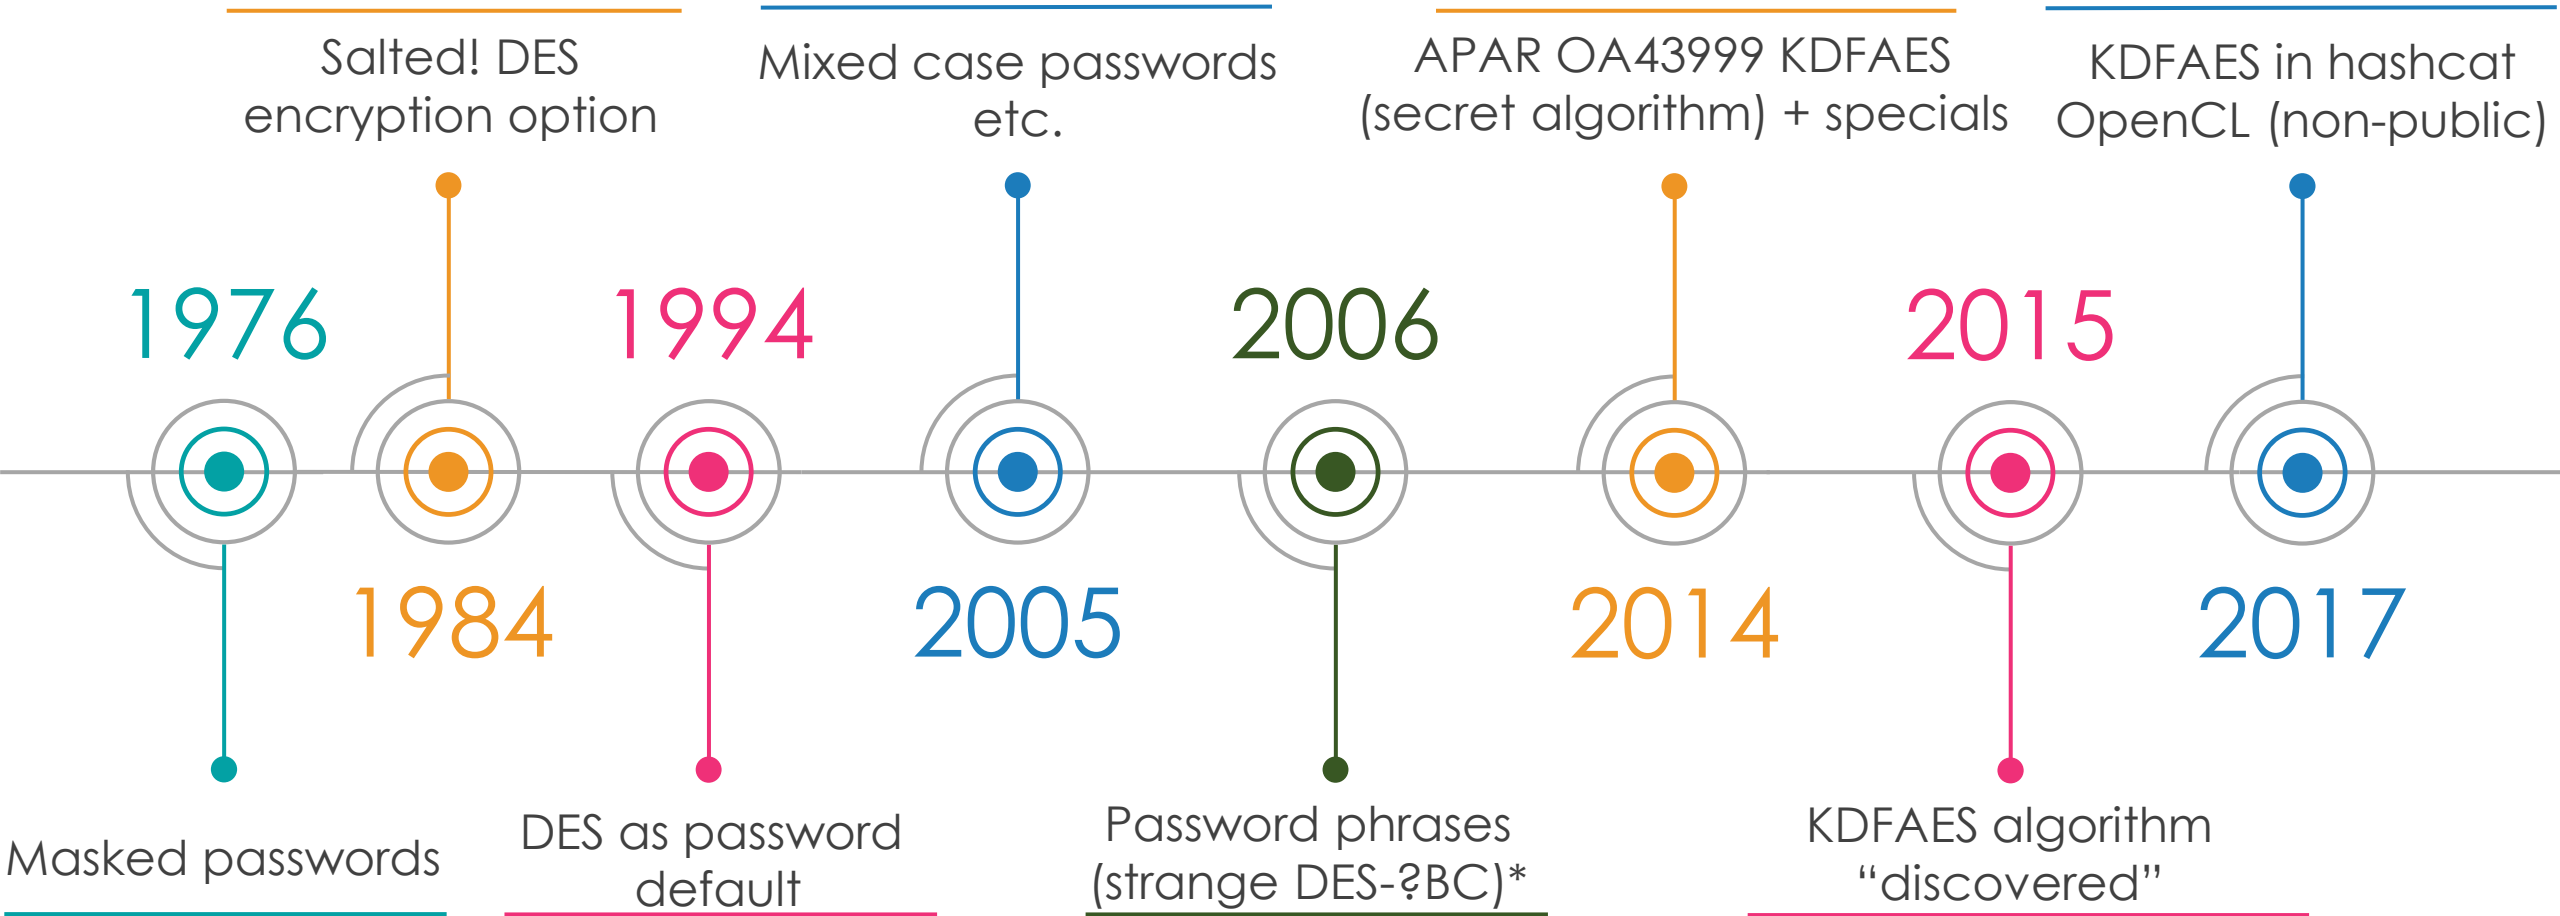 Salted! DES
encryption option
Mixed case passwords
etc.
APAR OA43999 KDFAES
(secret algorithm) + specials
KDFAES in hashcat
OpenCL (non-public)
1976
1994
2006
2015
1984
2005
2014
2017
Masked passwords
DES as password
default
Password phrases
(strange DES-?BC)*
KDFAES algorithm
“discovered”